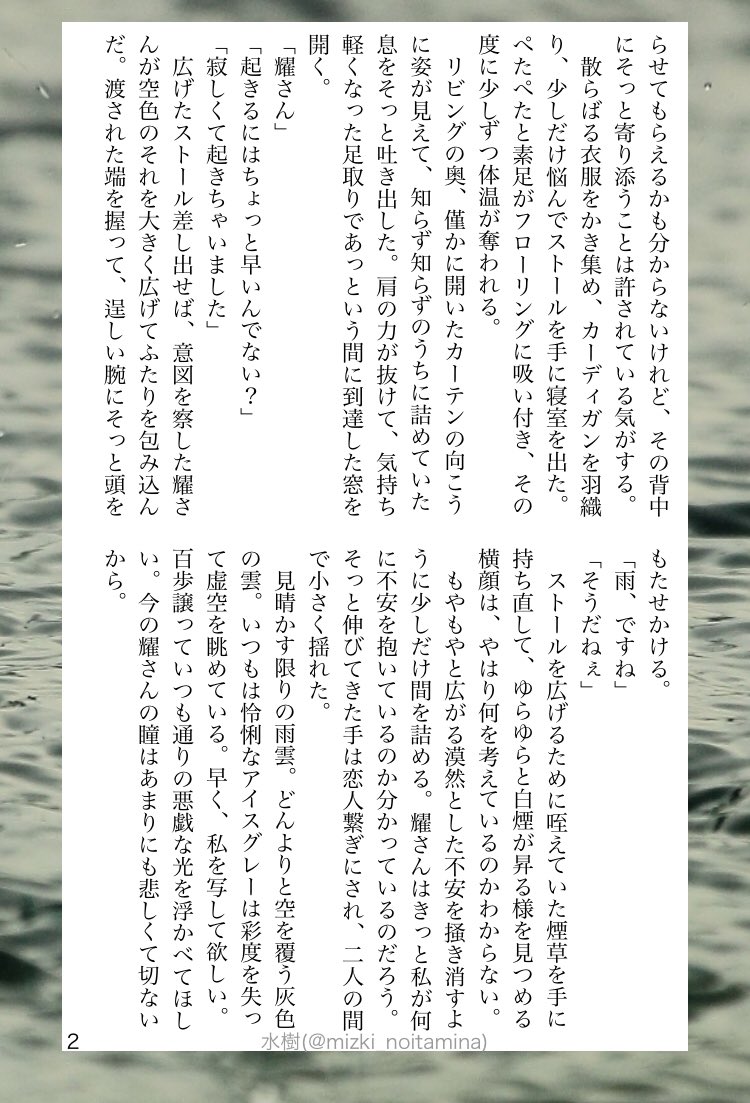 らせてもらえるかも分からないけれど、その背中
にそっと寄り添うことは許されている気がする。
　散らばる衣服をかき集め、カーディガンを羽織
り、少しだけ悩んでストールを手に寝室を出た。
ぺたぺたと素足がフローリングに吸い付き、その
度に少しずつ体温が奪われる。
　リビングの奥、僅かに開いたカーテンの向こう
に姿が見えて、知らず知らずのうちに詰めていた
息をそっと吐き出した。肩の力が抜けて、気持ち
軽くなった足取りであっという間に到達した窓を
開く。
「耀さん」
「起きるにはちょっと早いんでない？」
「寂しくて起きちゃいました」
　広げたストール差し出せば、意図を察した耀さ
んが空色のそれを大きく広げてふたりを包み込ん
だ。渡された端を握って、逞しい腕にそっと頭を
もたせかける。
「雨、ですね」
「そうだねぇ」
　ストールを広げるために咥えていた煙草を手に
持ち直して、ゆらゆらと白煙が昇る様を見つめる
横顔は、やはり何を考えているのかわからない。
　もやもやと広がる漠然とした不安を掻き消すよ
うに少しだけ間を詰める。耀さんはきっと私が何
に不安を抱いているのか分かっているのだろう。
そっと伸びてきた手は恋人繋ぎにされ、二人の間
で小さく揺れた。
　見晴かす限りの雨雲。どんよりと空を覆う灰色
の雲。いつもは怜悧なアイスグレーは彩度を失っ
て虚空を眺めている。早く、私を写して欲しい。
百歩譲っていつも通りの悪戯な光を浮かべてほし
い。今の耀さんの瞳はあまりにも悲しくて切ない
から。
2
水樹(@mizki_noitamina)